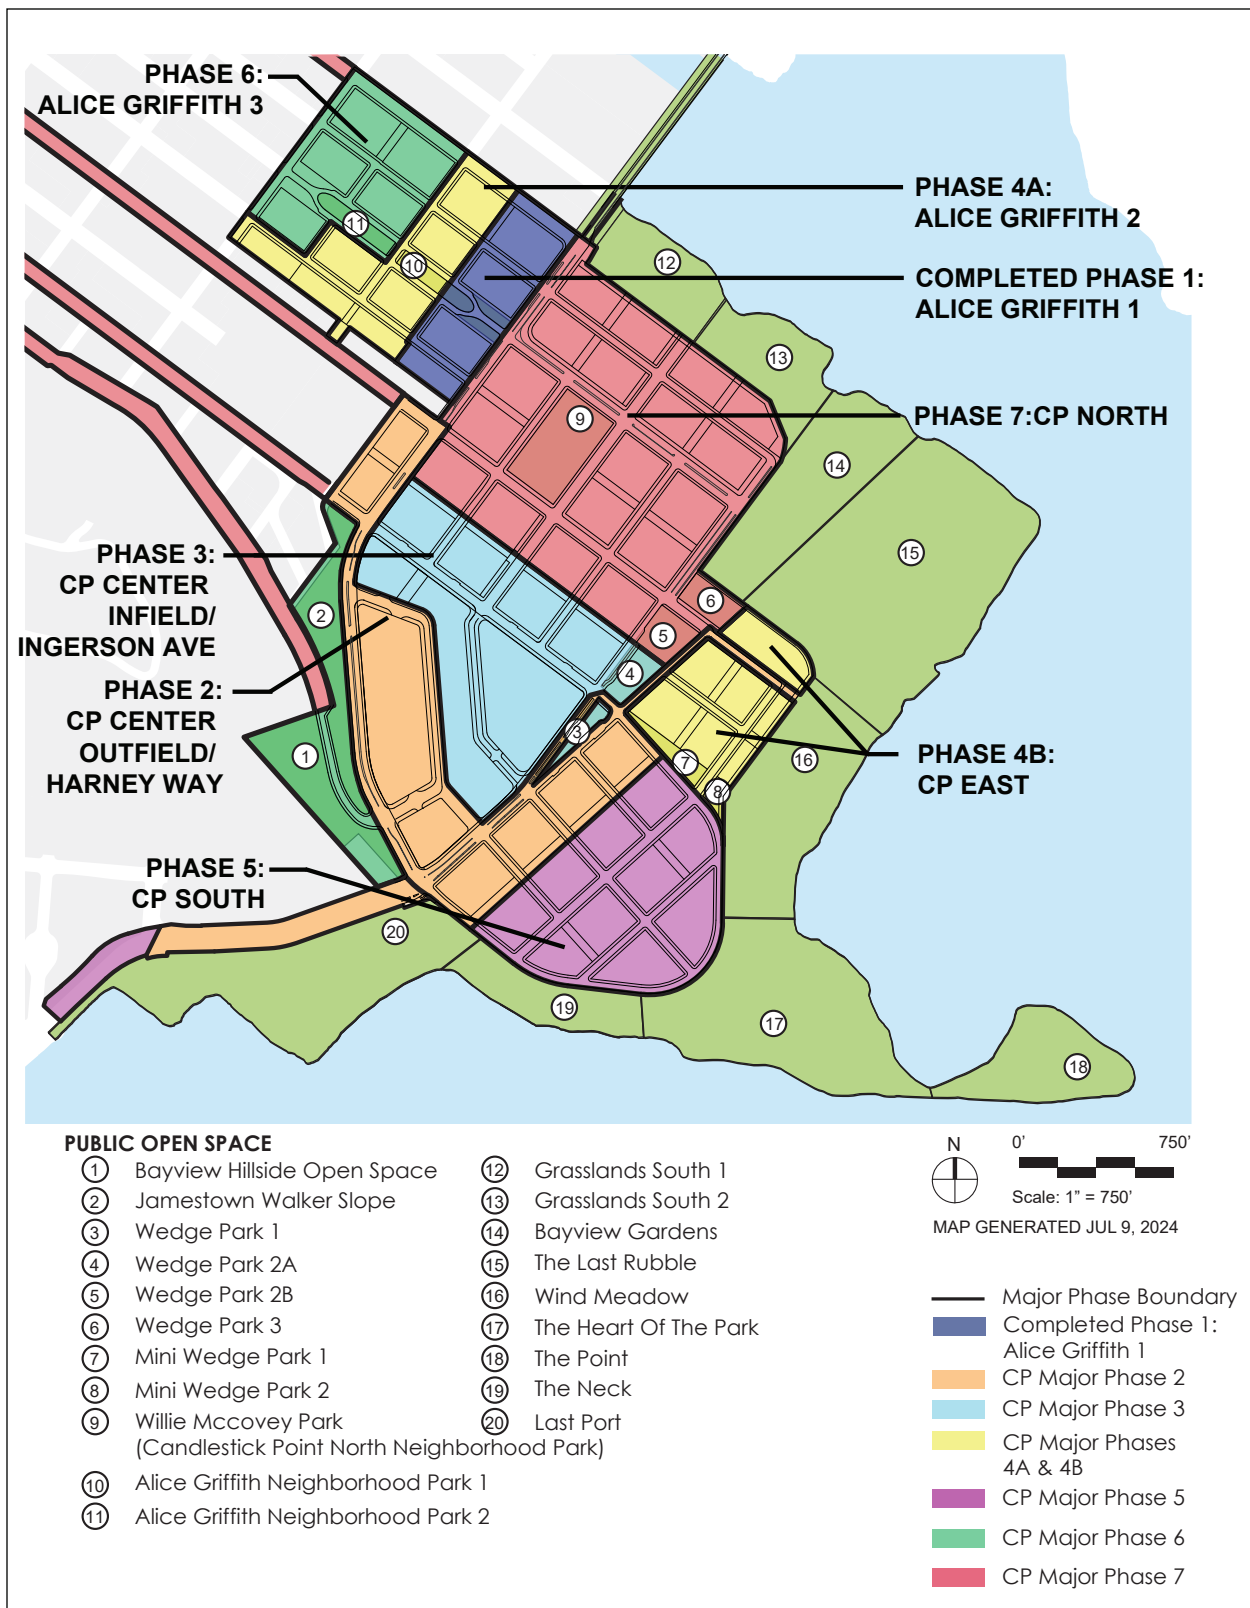 PHASE 6:
ALICE GRIFFITH 3
PHASE 4A:
ALICE GRIFFITH 2
COMPLETED PHASE 1:
ALICE GRIFFITH 1
PHASE 7:CP NORTH
PHASE 3:
CP CENTER
INFIELD/
INGERSON AVE
PHASE 2:
CP CENTER
OUTFIELD/
HARNEY WAY
PHASE 4B:
CP EAST
PHASE 5:
CP SOUTH
11
10
12
13
9
14
15
6
5
2
4
3
1
7
8
16
20
19
17
18
PUBLIC OPEN SPACE
1 Bayview Hillside Open Space
2 Jamestown Walker Slope
3 Wedge Park 1
4 Wedge Park 2A
5 Wedge Park 2B
6 Wedge Park 3
7 Mini Wedge Park 1
8 Mini Wedge Park 2
9 Willie Mccovey Park
(Candlestick Point North Neighborhood Park)
10 Alice Griffith Neighborhood Park 1
11 Alice Griffith Neighborhood Park 2
12 Grasslands South 1
13 Grasslands South 2
14 Bayview Gardens
15 The Last Rubble
16 Wind Meadow
17 The Heart Of The Park
18 The Point
19 The Neck
20 Last Port
N
0' 750'
Scale: 1" = 750'
MAP GENERATED JUL 9, 2024
Major Phase Boundary
Completed Phase 1:
Alice Griffith 1
CP Major Phase 2
CP Major Phase 3
CP Major Phases
4A & 4B
CP Major Phase 5
CP Major Phase 6
CP Major Phase 7